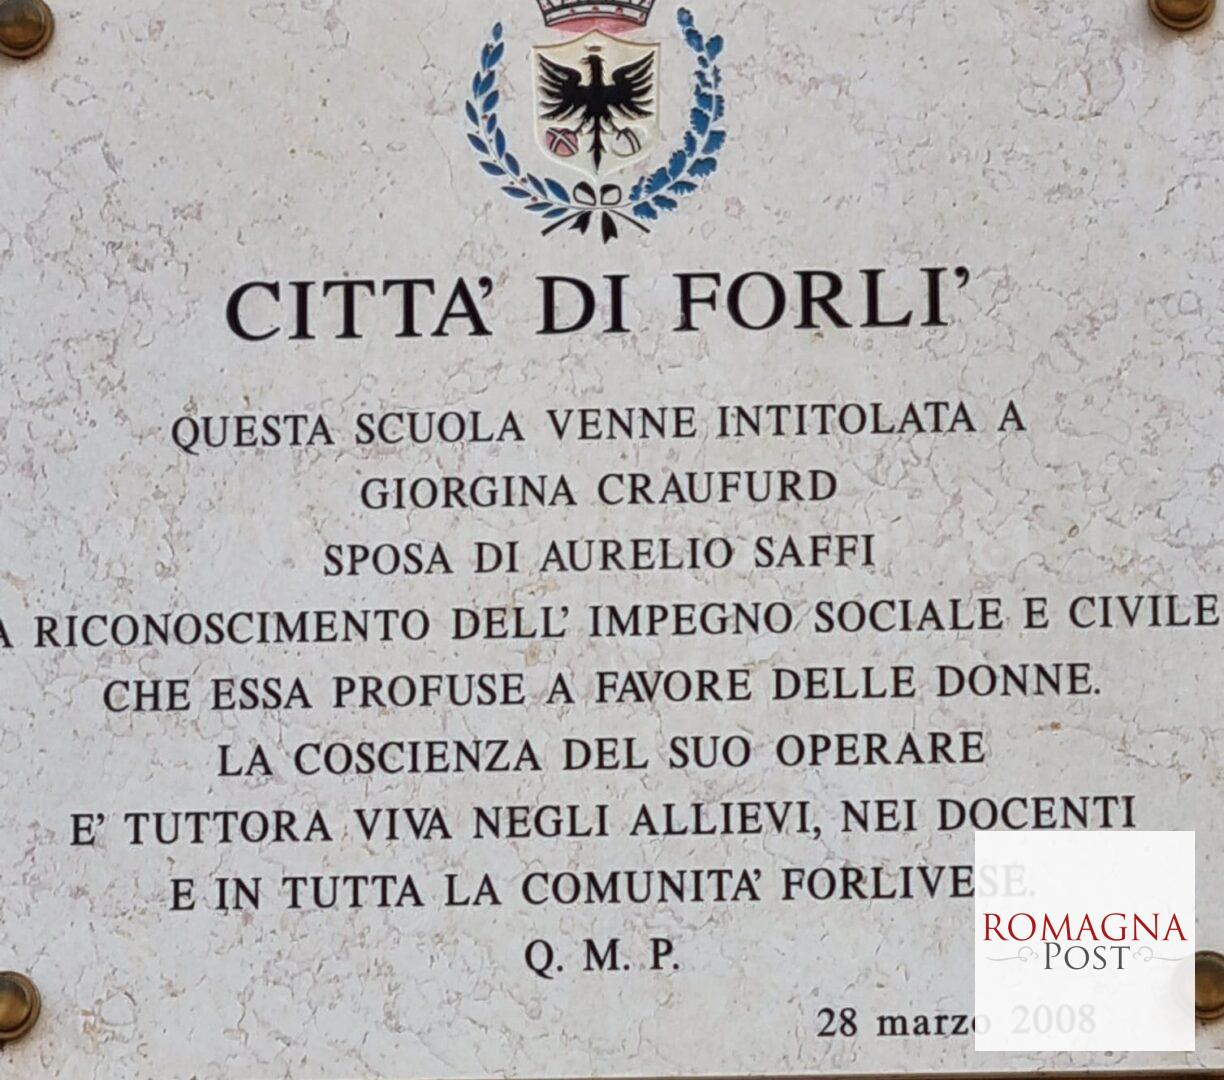 CITTA' DI FORLI'
QUESTA SCUOLA VENNE INTITOLATA A
GIORGINA CRAUFURD
SPOSA DI AURELIO SAFFI
A RICONOSCIMENTO DELL' IMPEGNO SOCIALE E CIVILE
CHE ESSA PROFUSE A FAVORE DELLE DONNE.
LA COSCIENZA DEL SUO OPERARE
E' TUTTORA VIVA NEGLI ALLIEVI, NEI DOCENTI
E IN TUTTA LA COMUNITA' FORLIVESE.
Q. M. P.
28 marzo 2008
ROMAGNA
POST